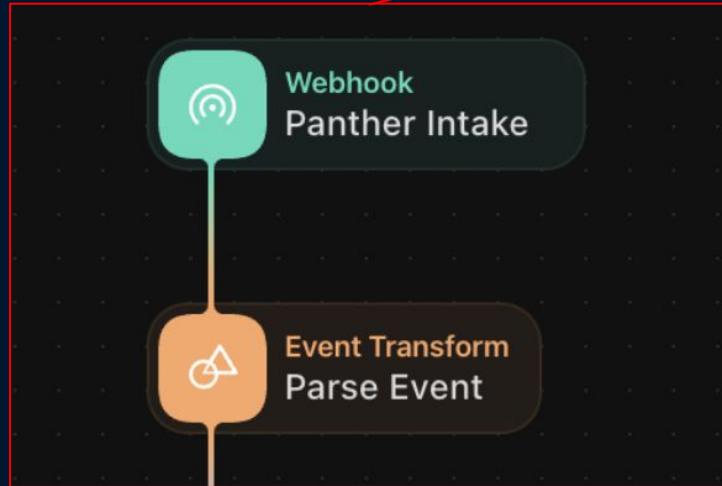 Webhook
Panther Intake
Event Transform
Parse Event